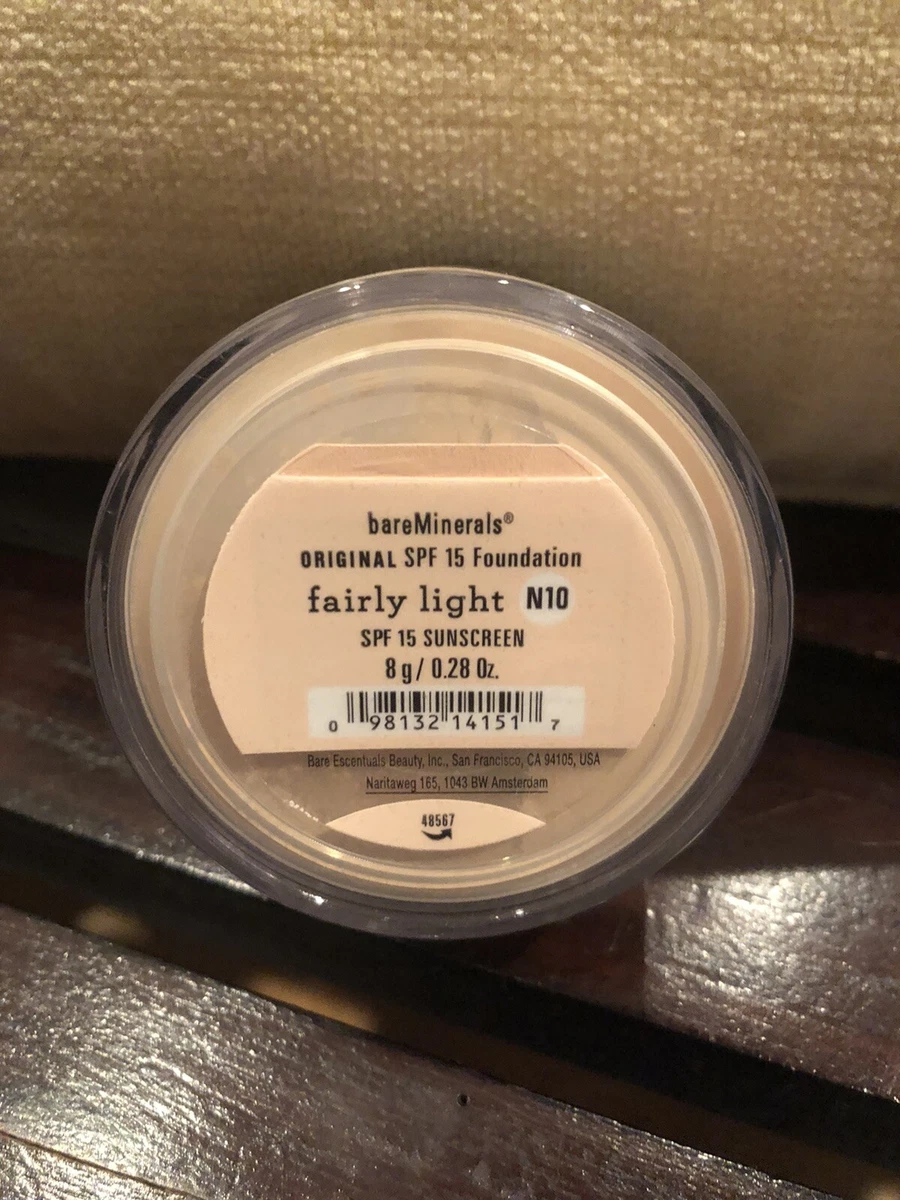 bareMinerals®
ORIGINAL SPF 15 Foundation
fairly light N10
SPF 15 SUNSCREEN
8 g/ 0.28 Oz.
0 98132 14151 7
Bare Escentuals Beauty, Inc., San Francisco, CA 94105, USA
Naritaweg 165, 1043 BW Amsterdam
48567